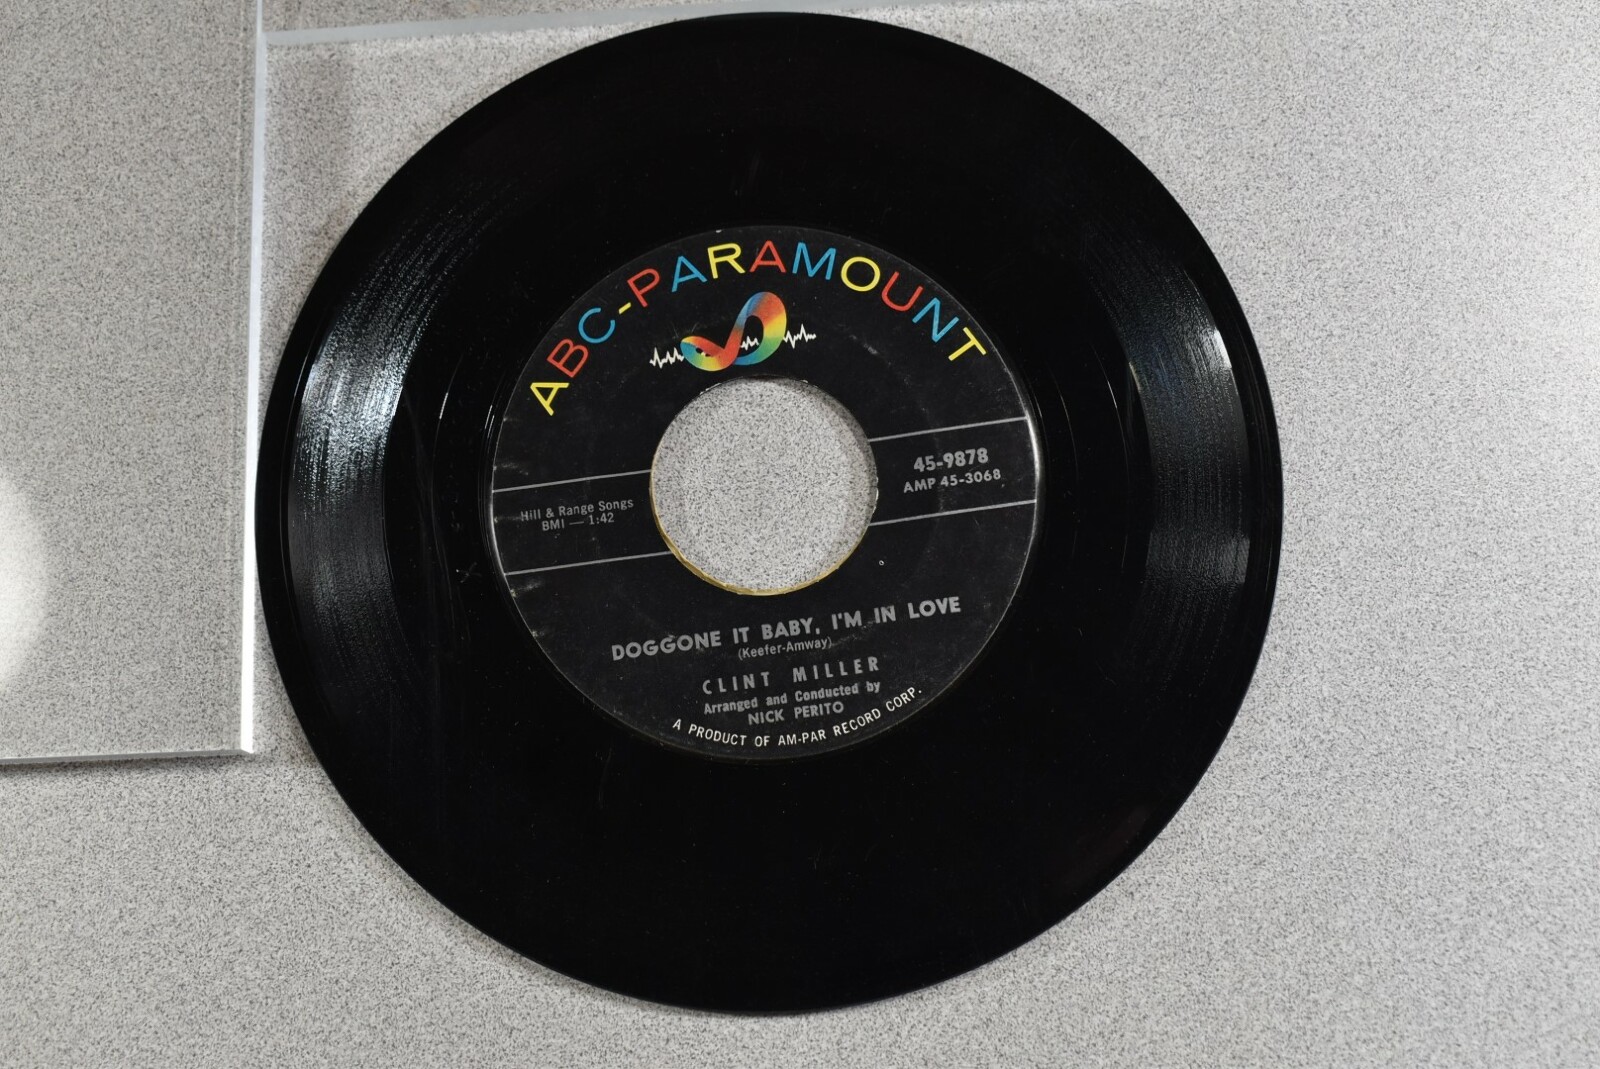 ABC-PARAMOUNT
45-9878
AMP 45-3068
Hill & Range Songs
BMI — 1:42
DOGGONE IT BABY, I'M IN LOVE
(Keefer-Amway)
CLINT MILLER
Arranged and Conducted by
NICK PERITO
A PRODUCT OF AM-PAR RECORD CORP.